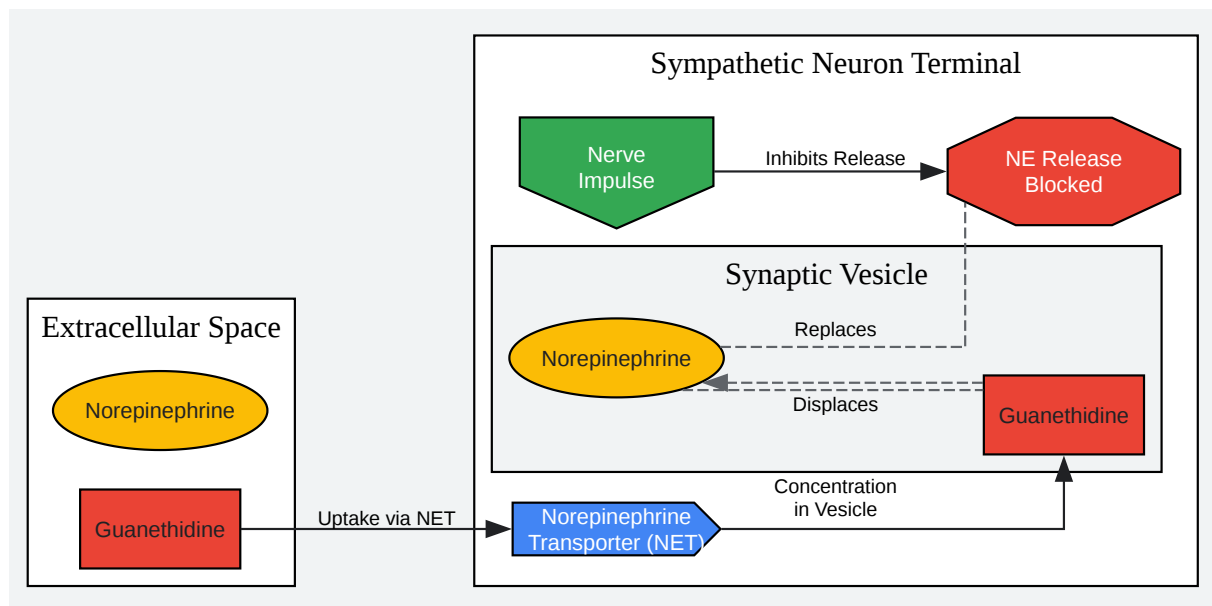 Sympathetic Neuron Terminal
Nerve
Impulse
Inhibits Release
NE Release
Blocked
Synaptic Vesicle
Norepinephrine
Replaces
Displaces
Guanethidine
Extracellular Space
Norepinephrine
Guanethidine
Uptake via NET
Norepinephrine
Transporter (NET)
Concentration
in Vesicle